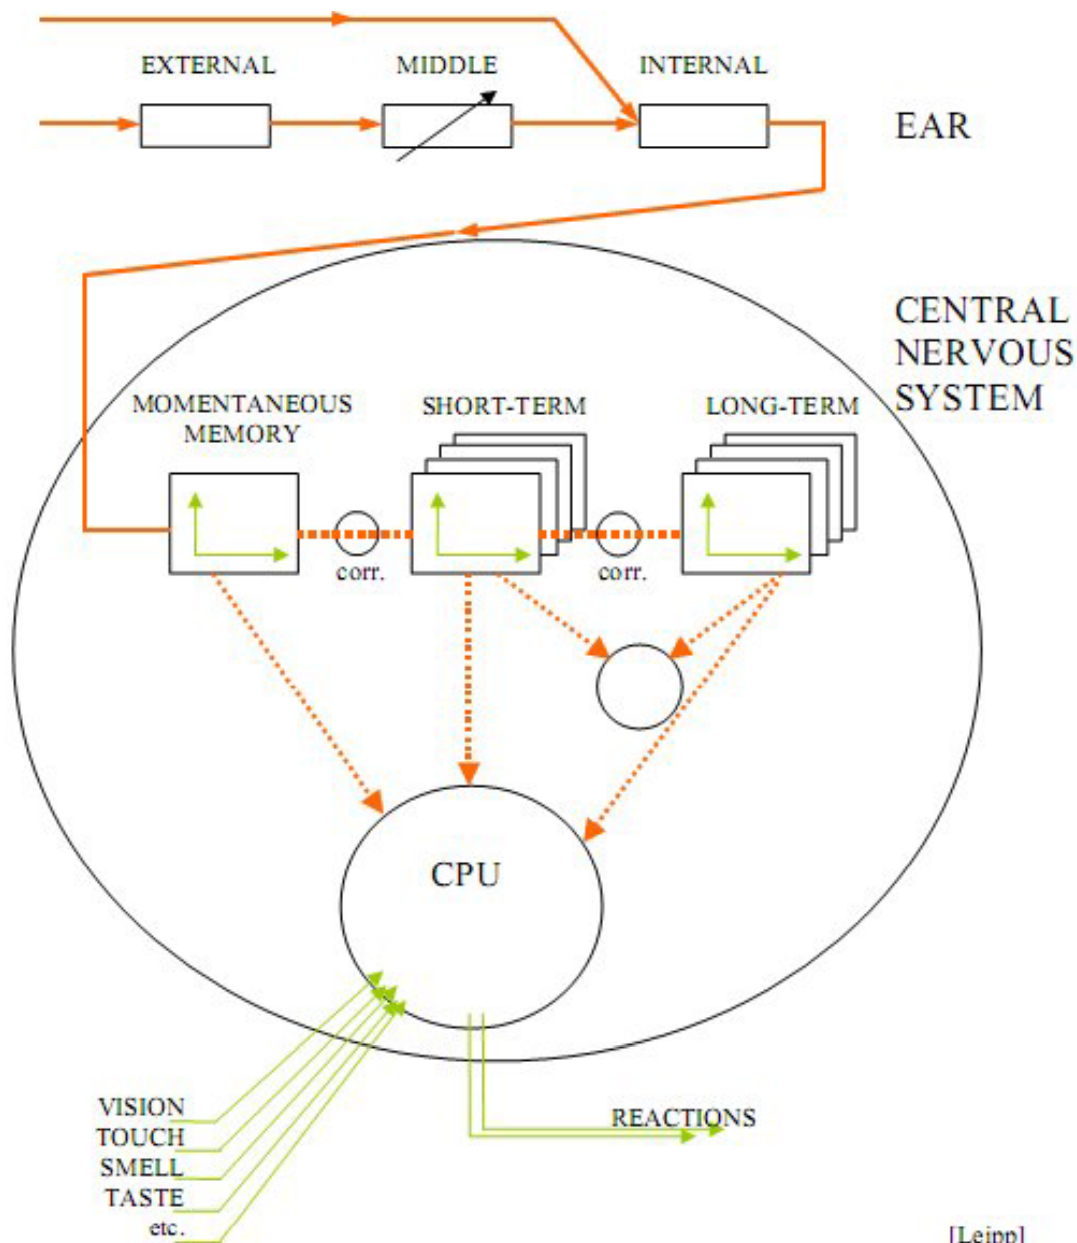 EXTERNAL
MIDDLE
INTERNAL
EAR
CENTRAL
NERVOUS
SYSTEM
MOMENTANEOUS
MEMORY
SHORT-TERM
LONG-TERM
corr.
corr.
CPU
VISION
TOUCH
SMELL
TASTE
etc.
REACTIONS
[Leipp]